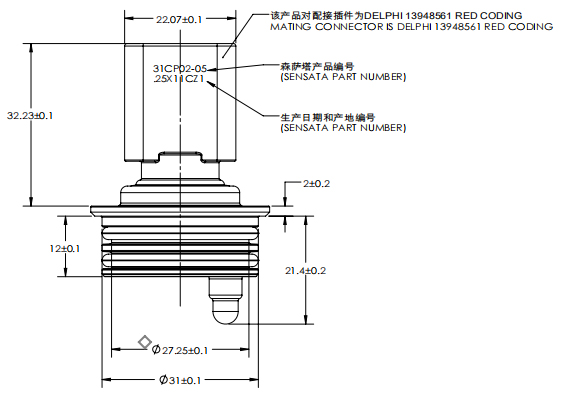 22.07±0.1
该产品对配接插件为DELPHI 13948561 RED CODING
MATING CONNECTOR IS DELPHI 13948561 RED CODING
31CP02-05
.25X11CZ1
森萨塔产品编号
(SENSATA PART NUMBER)
生产日期和产地编号
(SENSATA PART NUMBER)
32.23±0.1
2±0.2
12±0.1
21.4±0.2
Ø27.25±0.1
Ø31±0.1